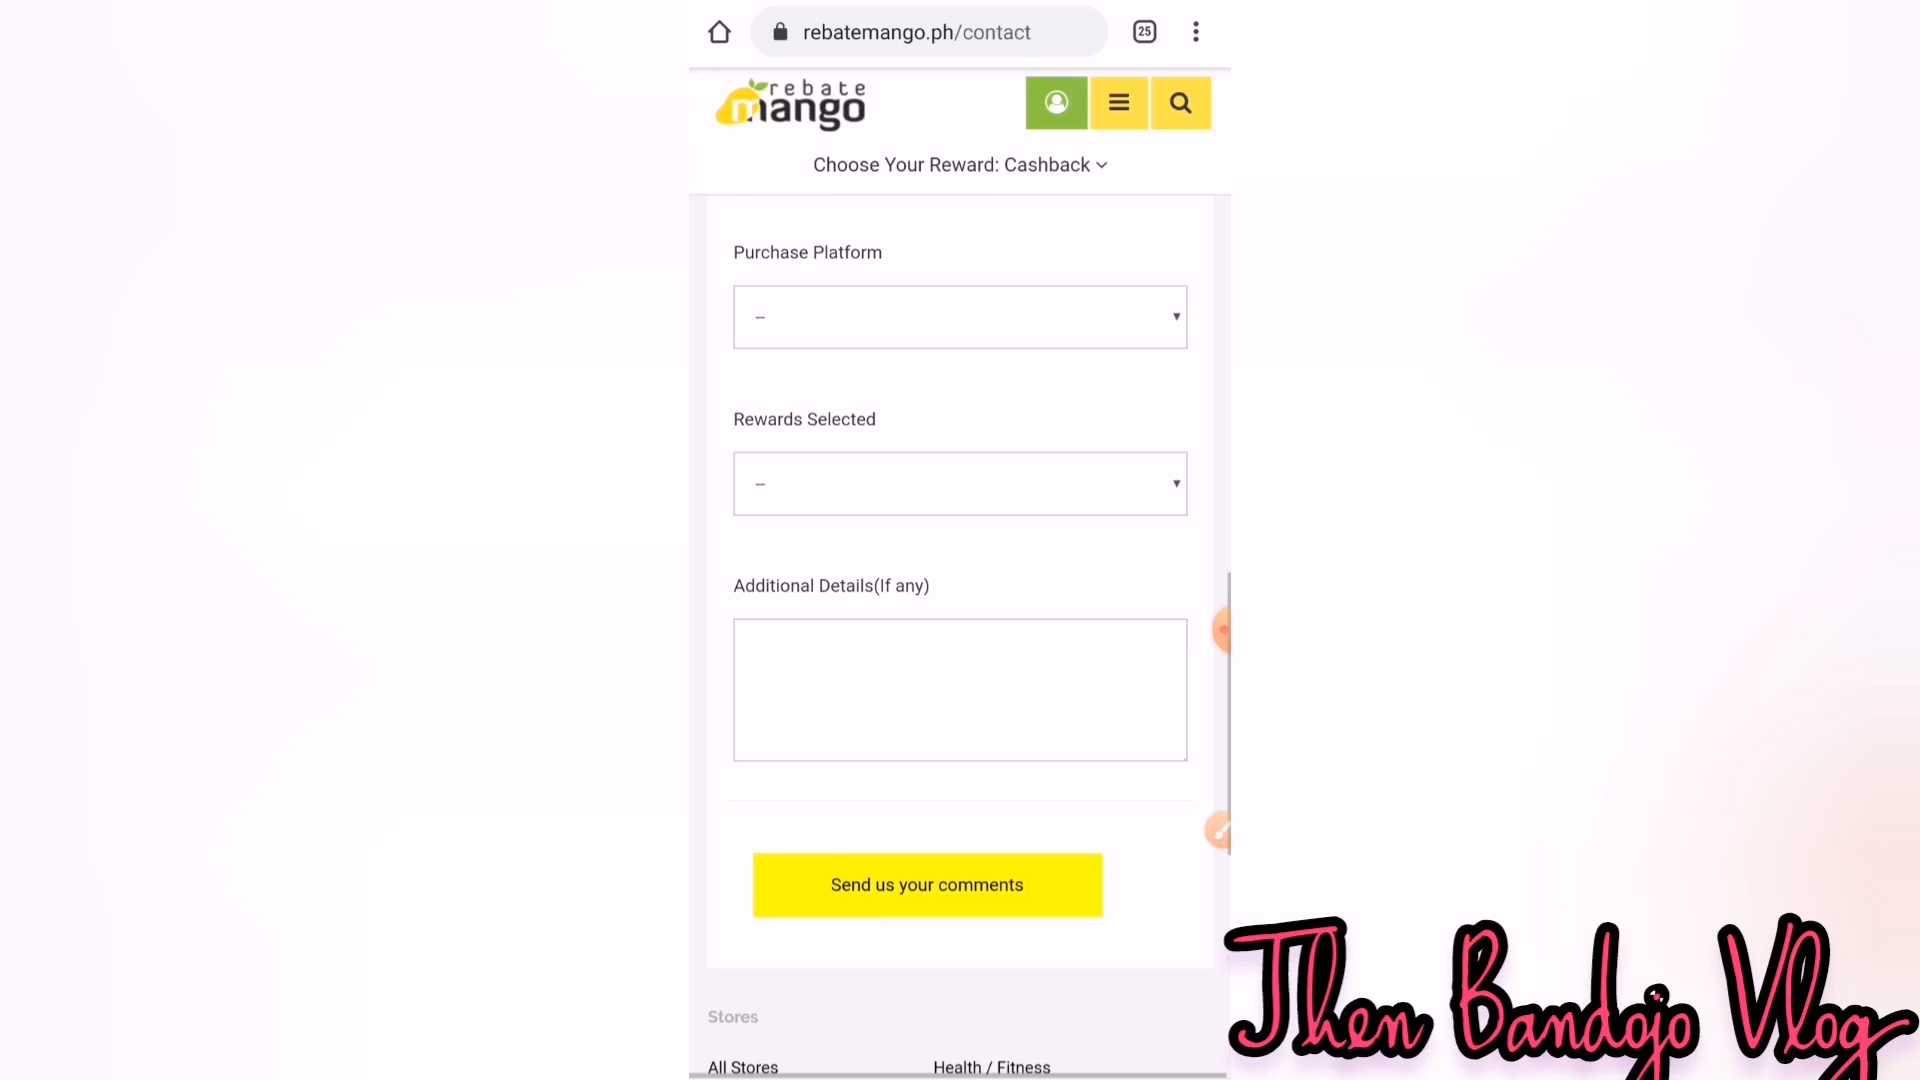 rebatemango.ph/contact
25
rebate
mango
Choose Your Reward: Cashback
Purchase Platform
--
Rewards Selected
--
Additional Details(If any)
Send us your comments
Stores
All Stores
Health / Fitness
Jhen Bandojo Vlog